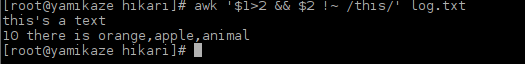 [root@yamikaze hikari]# awk '$1>2 && $2 !~ /this/' log.txt
this's a text
10 there is orange,apple,animal
[root@yamikaze hikari]#